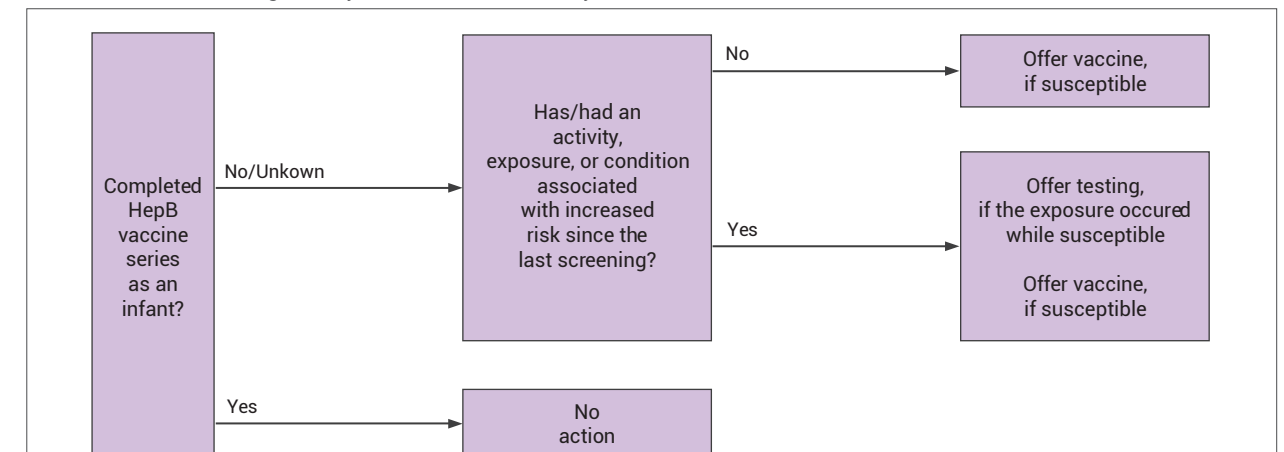 No
Offer vaccine,
if susceptible
Has/had an
activity,
exposure, or condition
associated
with increased
risk since the
last screening?
No/Unkown
Completed
HepB
vaccine
series
as an
infant?
Offer testing,
if the exposure occured
while susceptible
Yes
Offer vaccine,
if susceptible
Yes
No
action